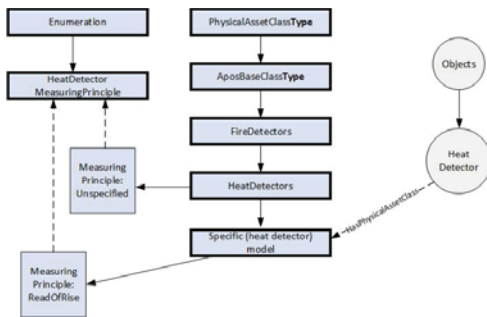 Enumeration
PhysicalAssetClassType
HeatDetector
MeasuringPrinciple
AposBaseClassType
Objects
FireDetectors
Measuring
Principle:
Unspecified
HeatDetectors
Heat
Detector
HasPhysicalAssetClass
Specific (heat detector)
model
Measuring
Principle:
ReadOfRise